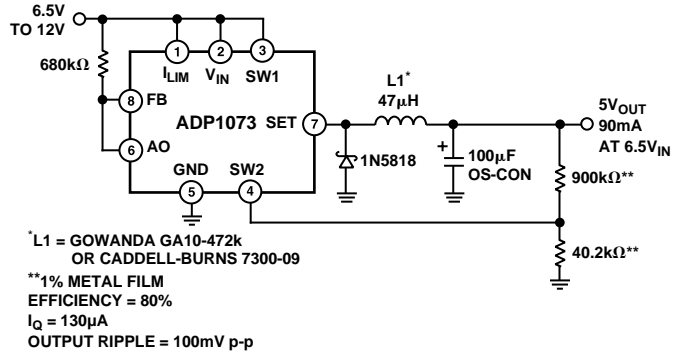 6.5V
TO 12V
680kΩ
1
2
3
ILIM
VIN
SW1
8
FB
ADP1073
SET
7
6
AO
GND
SW2
5
4
L1*
47μH
1N5818
+
100μF
OS-CON
5VOUT
90mA
AT 6.5VIN
900kΩ**
40.2kΩ**
*L1 = GOWANDA GA10-472k
OR CADDELL-BURNS 7300-09
**1% METAL FILM
EFFICIENCY = 80%
IQ = 130μA
OUTPUT RIPPLE = 100mV p-p